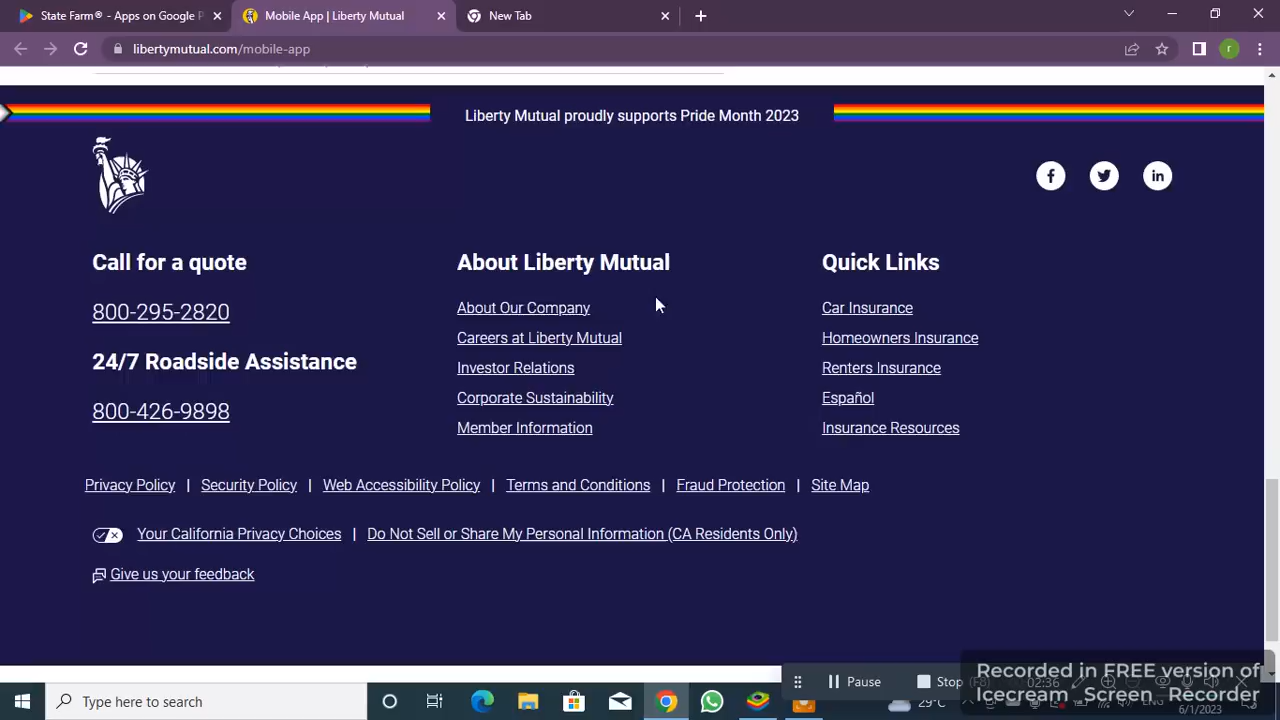 State Farm® - Apps on Google P
Mobile App | Liberty Mutual
New Tab
libertymutual.com/mobile-app
r
Liberty Mutual proudly supports Pride Month 2023
Call for a quote
800-295-2820
24/7 Roadside Assistance
800-426-9898
About Liberty Mutual
About Our Company
Careers at Liberty Mutual
Investor Relations
Corporate Sustainability
Member Information
Quick Links
Car Insurance
Homeowners Insurance
Renters Insurance
Español
Insurance Resources
Privacy Policy | Security Policy | Web Accessibility Policy | Terms and Conditions | Fraud Protection | Site Map
Your California Privacy Choices | Do Not Sell or Share My Personal Information (CA Residents Only)
Give us your feedback
Pause
Stop (F8)
02:36
Recorded in FREE version of
Icecream Screen Recorder
Type here to search
29°C
ENG
6/1/2023